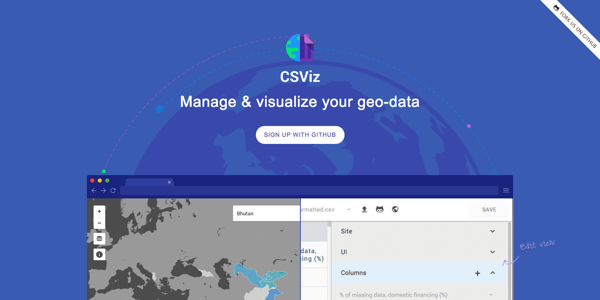 FORK US ON GITHUB
CSViz
Manage & visualize your geo-data
SIGN UP WITH GITHUB
Bhutan
rmatted.csv
SAVE
Site
UI
data,
ing (%)
Columns
Edit view
% of missing data, domestic financing (%)